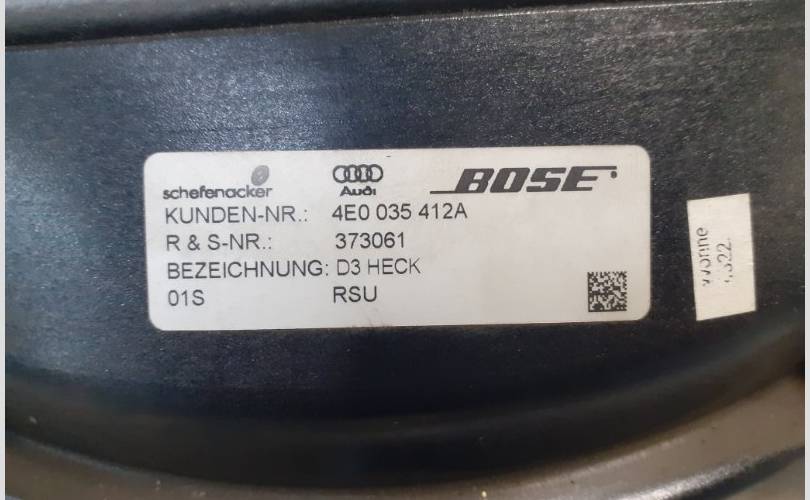 schefenacker Audi BOSE
KUNDEN-NR.: 4E0 035 412A
R & S-NR.: 373061
BEZEICHNUNG: D3 HECK
01S RSU